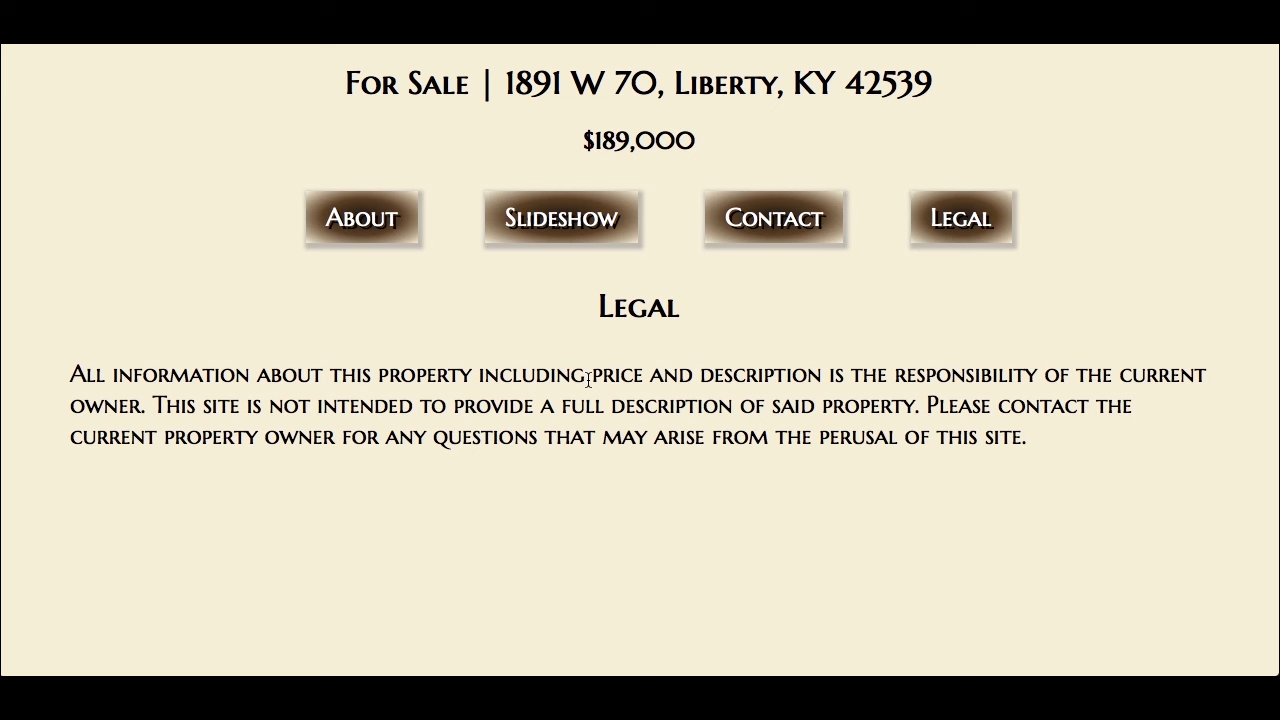 For Sale | 1891 W 70, Liberty, KY 42539
$189,000
About Slideshow Contact Legal
Legal
All information about this property including price and description is the responsibility of the current
owner. This site is not intended to provide a full description of said property. Please contact the
current property owner for any questions that may arise from the perusal of this site.